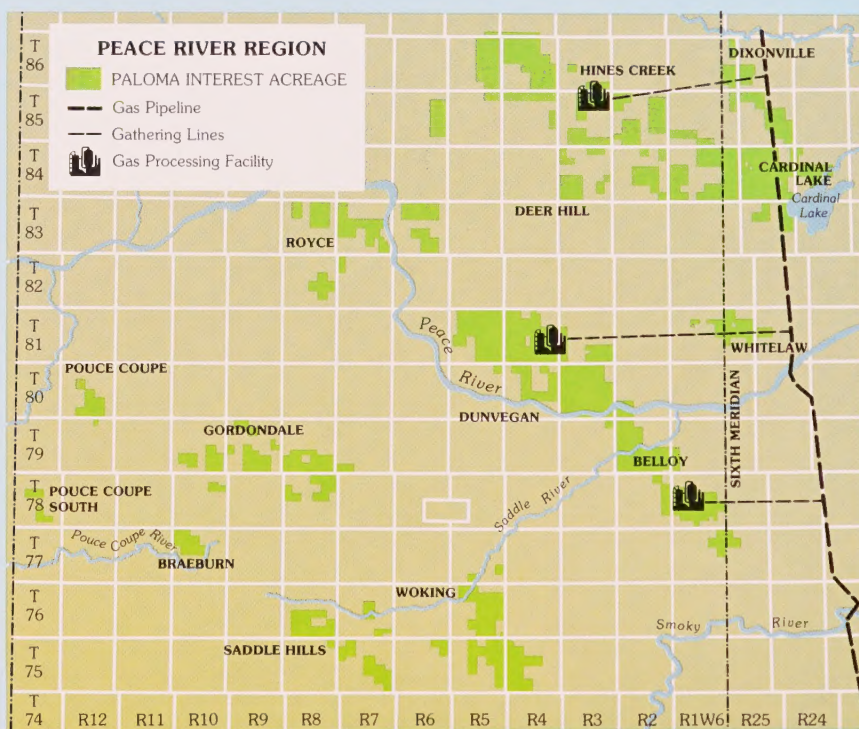 PEACE RIVER REGION
PALOMA INTEREST ACREAGE
Gas Pipeline
Gathering Lines
Gas Processing Facility
T
86
T
85
T
84
T
83
T
82
T
81
T
80
T
79
T
78
T
77
T
76
T
75
T
74
DIXONVILLE
HINES CREEK
CARDINAL
LAKE
Cardinal
Lake
DEER HILL
ROYCE
Peace
River
WHITELAW
POUCE COUPE
DUNVEGAN
GORDONDALE
BELLOY
SIXTH MERIDIAN
POUCE COUPE
SOUTH
Saddle River
Pouce Coupe River
BRAEBURN
WOKING
Smoky River
SADDLE HILLS
R12
R11
R10
R9
R8
R7
R6
R5
R4
R3
R2
R1W6
R25
R24